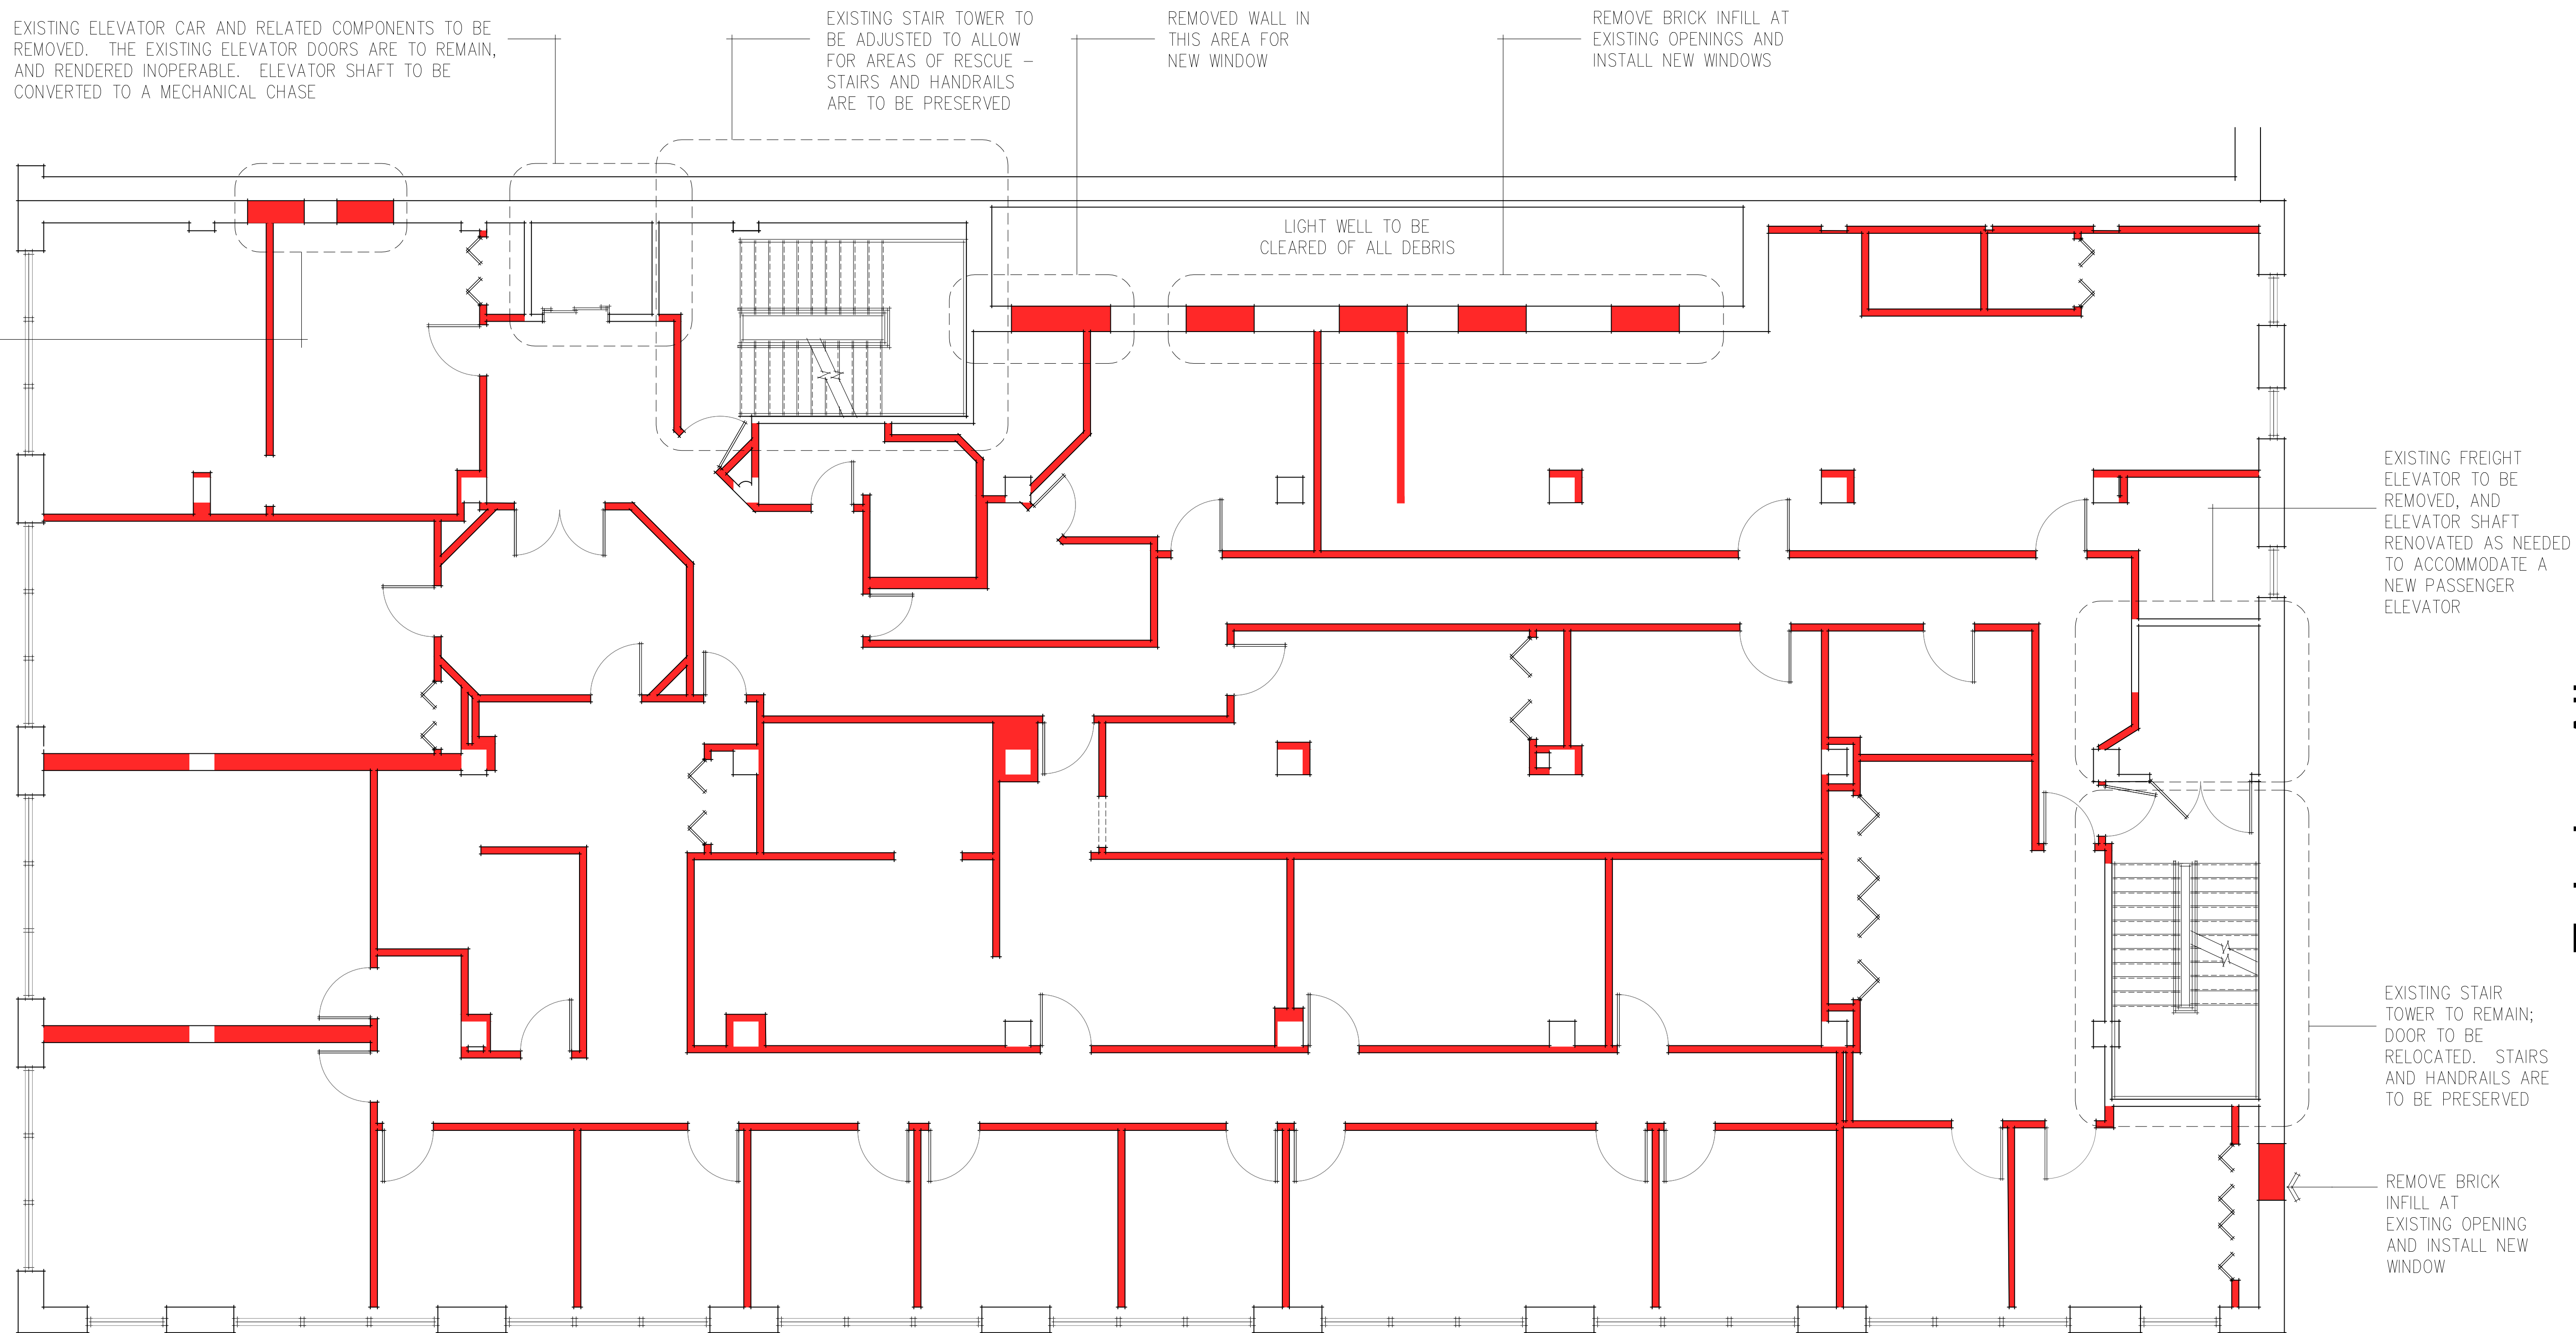 EXISTING ELEVATOR CAR AND RELATED COMPONENTS TO BE
REMOVED. THE EXISTING ELEVATOR DOORS ARE TO REMAIN,
AND RENDERED INOPERABLE. ELEVATOR SHAFT TO BE
CONVERTED TO A MECHANICAL CHASE
EXISTING STAIR TOWER TO
BE ADJUSTED TO ALLOW
FOR AREAS OF RESCUE –
STAIRS AND HANDRAILS
ARE TO BE PRESERVED
REMOVED WALL IN
THIS AREA FOR
NEW WINDOW
REMOVE BRICK INFILL AT
EXISTING OPENINGS AND
INSTALL NEW WINDOWS
LIGHT WELL TO BE
CLEARED OF ALL DEBRIS
EXISTING FREIGHT
ELEVATOR TO BE
REMOVED, AND
ELEVATOR SHAFT
RENOVATED AS NEEDED
TO ACCOMMODATE A
NEW PASSENGER
ELEVATOR
EXISTING STAIR
TOWER TO REMAIN;
DOOR TO BE
RELOCATED. STAIRS
AND HANDRAILS ARE
TO BE PRESERVED
REMOVE BRICK
INFILL AT
EXISTING OPENING
AND INSTALL NEW
WINDOW